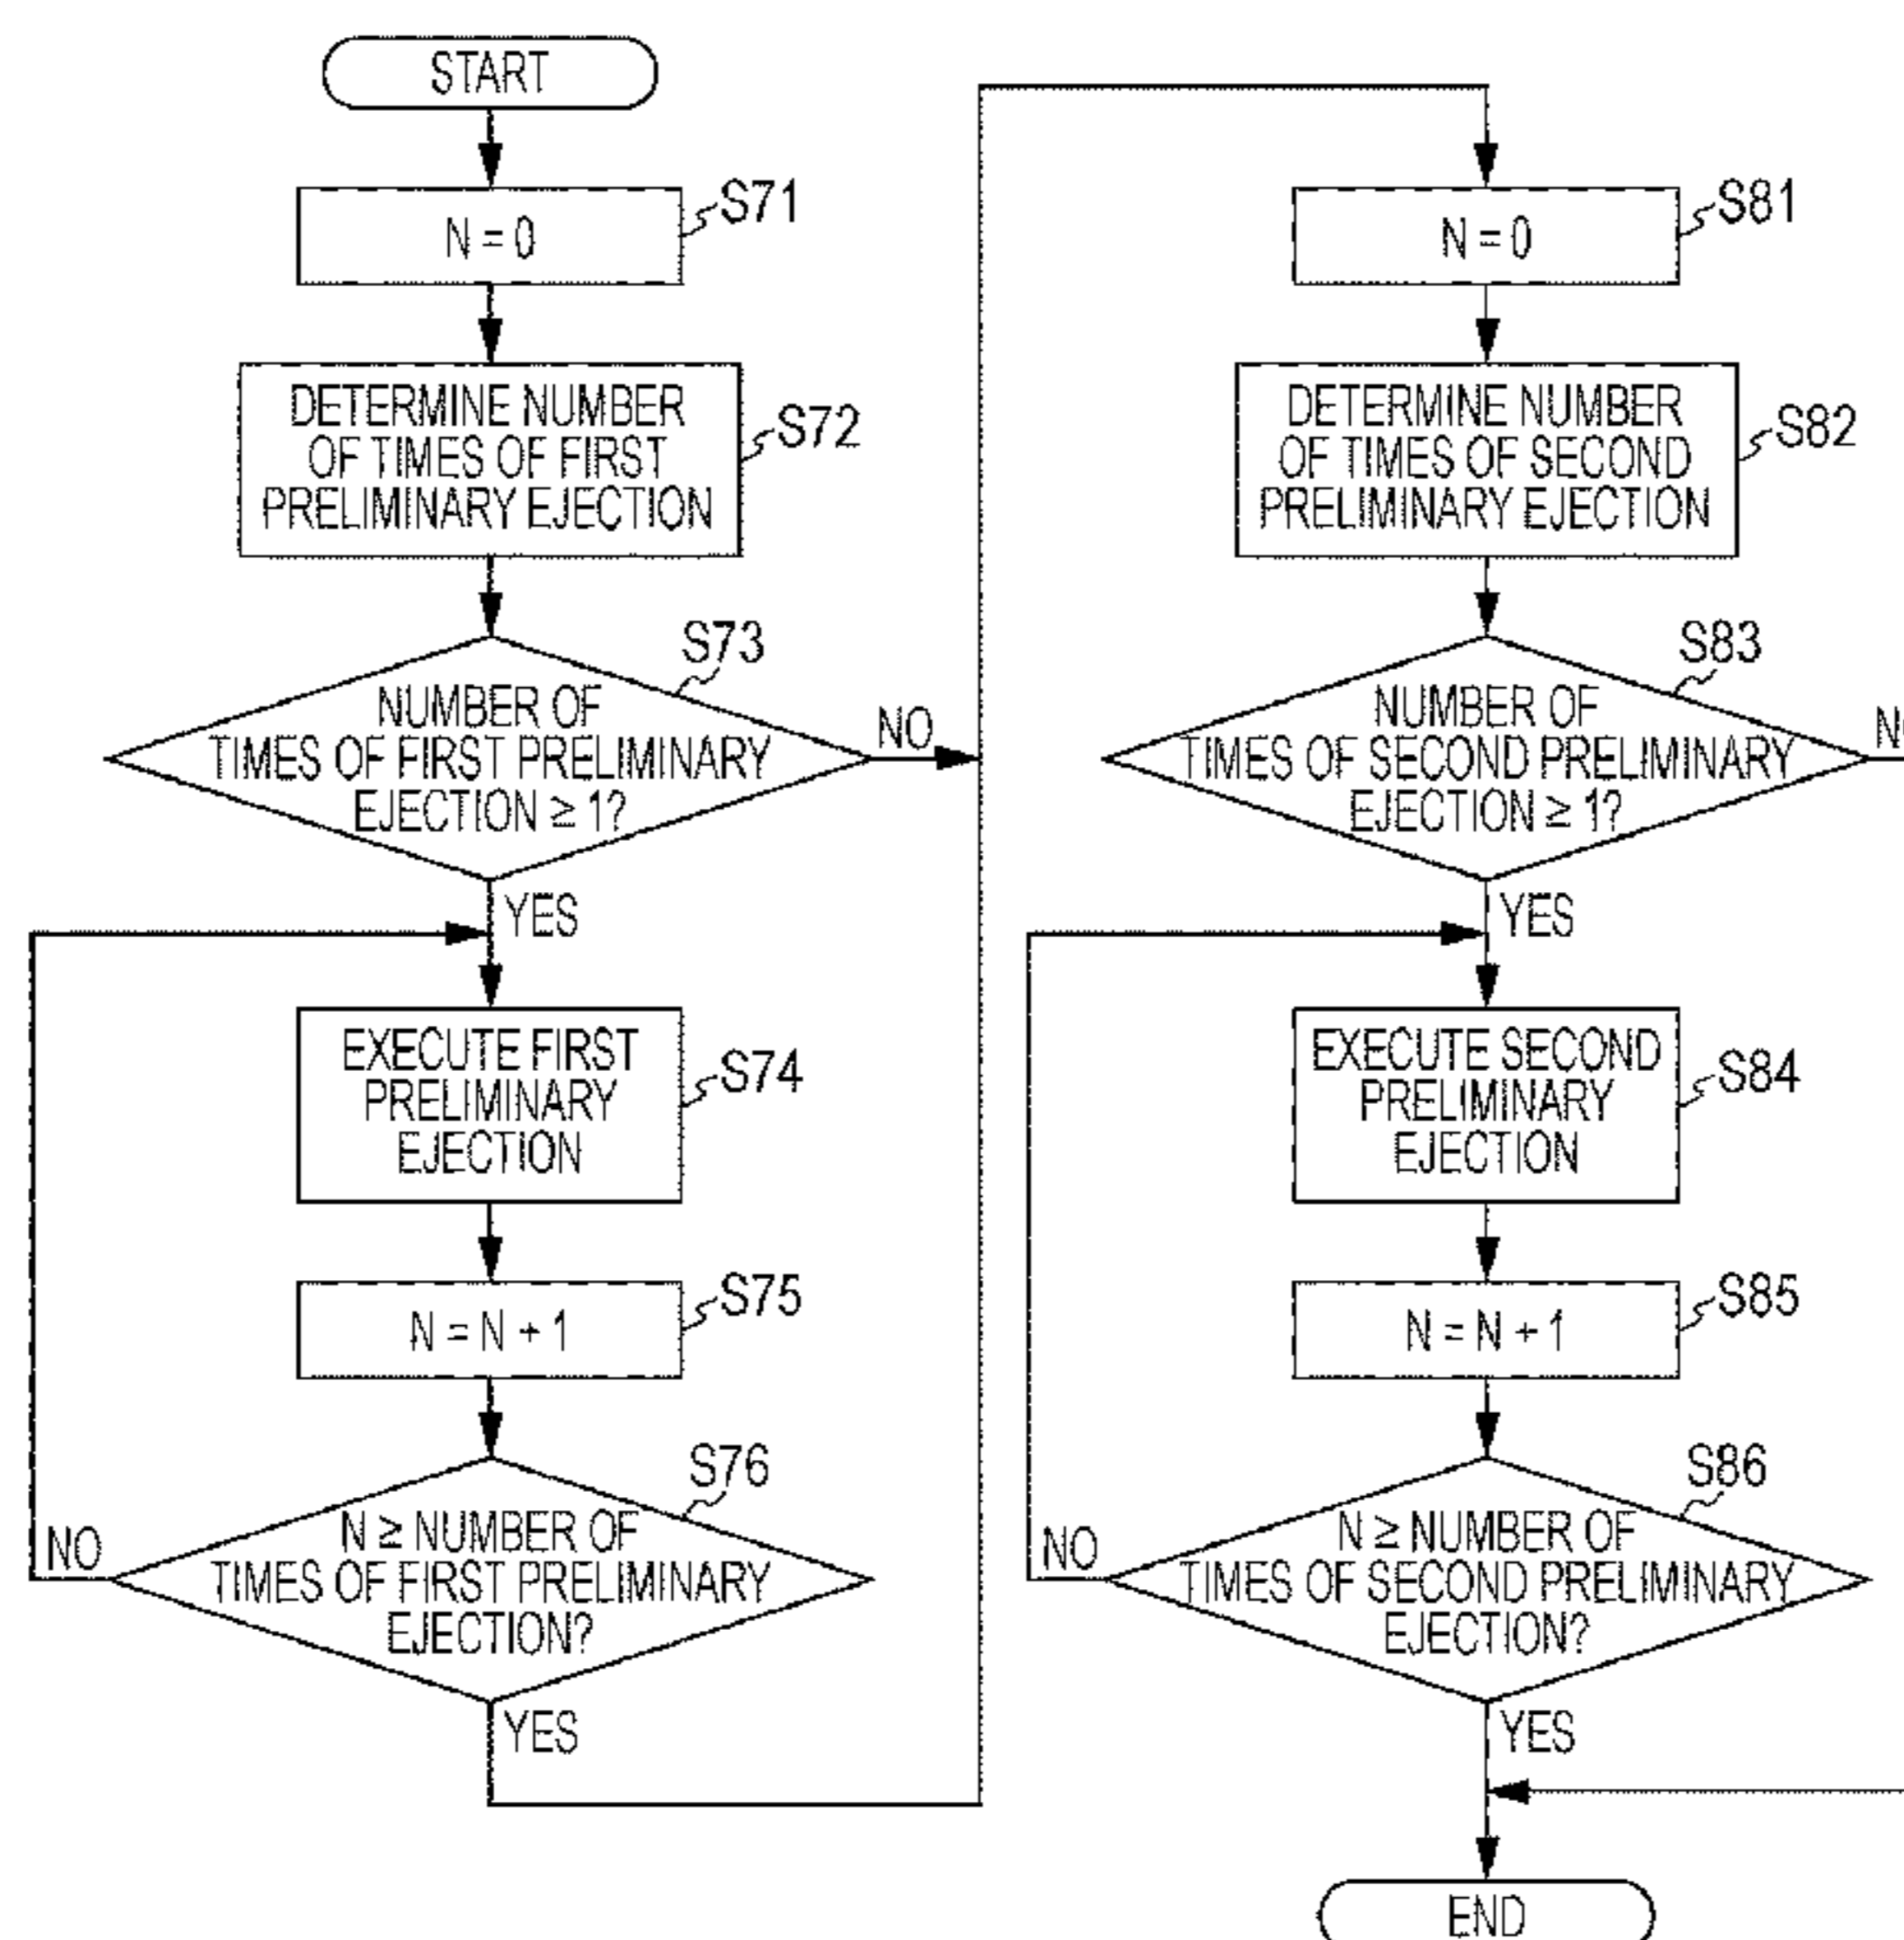 START
N = 0
S71
DETERMINE NUMBER
OF TIMES OF FIRST
PRELIMINARY EJECTION
S72
S73
NUMBER OF
TIMES OF FIRST PRELIMINARY
EJECTION ≥ 1?
NO
YES
EXECUTE FIRST
PRELIMINARY
EJECTION
S74
N = N + 1
S75
S76
N ≥ NUMBER OF
TIMES OF FIRST PRELIMINARY
EJECTION?
NO
YES
N = 0
S81
DETERMINE NUMBER
OF TIMES OF SECOND
PRELIMINARY EJECTION
S82
S83
NUMBER OF
TIMES OF SECOND PRELIMINARY
EJECTION ≥ 1?
YES
EXECUTE SECOND
PRELIMINARY
EJECTION
S84
N = N + 1
S85
S86
N ≥ NUMBER OF
TIMES OF SECOND PRELIMINARY
EJECTION?
NO
YES
END